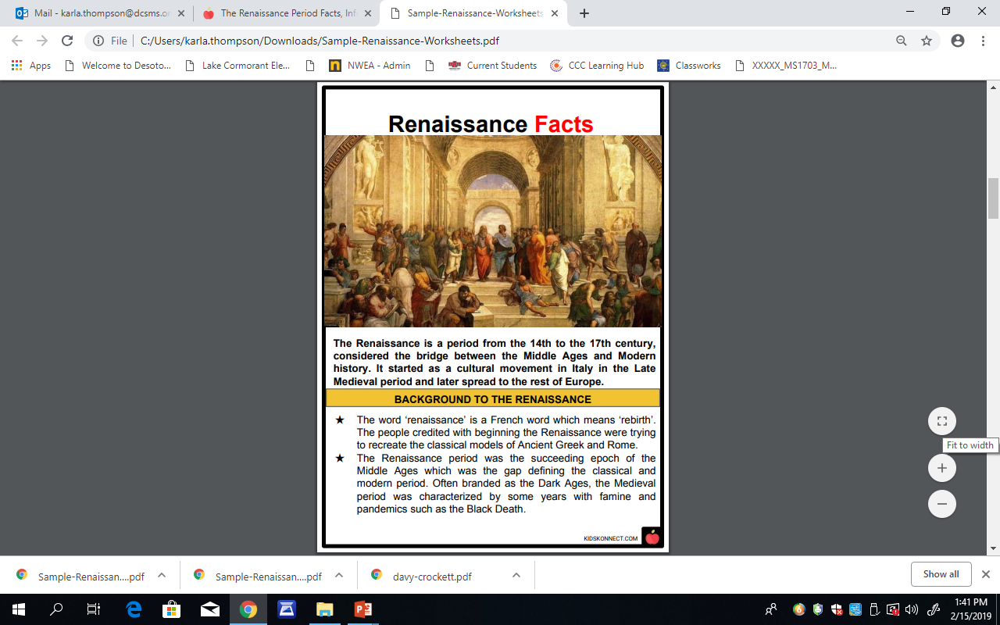 Mail - karla.thompson@dcsms.or
The Renaissance Period Facts, Inf
Sample-Renaissance-Worksheets
File
C:/Users/karla.thompson/Downloads/Sample-Renaissance-Worksheets.pdf
Apps
Welcome to Desoto...
Lake Cormorant Ele...
NWEA - Admin
Current Students
CCC Learning Hub
Classworks
XXXXX_MS1703_M...
Renaissance Facts
The Renaissance is a period from the 14th to the 17th century,
considered the bridge between the Middle Ages and Modern
history. It started as a cultural movement in Italy in the Late
Medieval period and later spread to the rest of Europe.
BACKGROUND TO THE RENAISSANCE
★ The word ‘renaissance’ is a French word which means ‘rebirth’.
The people credited with beginning the Renaissance were trying
to recreate the classical models of Ancient Greek and Rome.
★ The Renaissance period was the succeeding epoch of the
Middle Ages which was the gap defining the classical and
modern period. Often branded as the Dark Ages, the Medieval
period was characterized by some years with famine and
pandemics such as the Black Death.
KIDSKONNECT.COM
Fit to width
Sample-Renaissan....pdf
Sample-Renaissan....pdf
davy-crockett.pdf
Show all
1:41 PM
2/15/2019